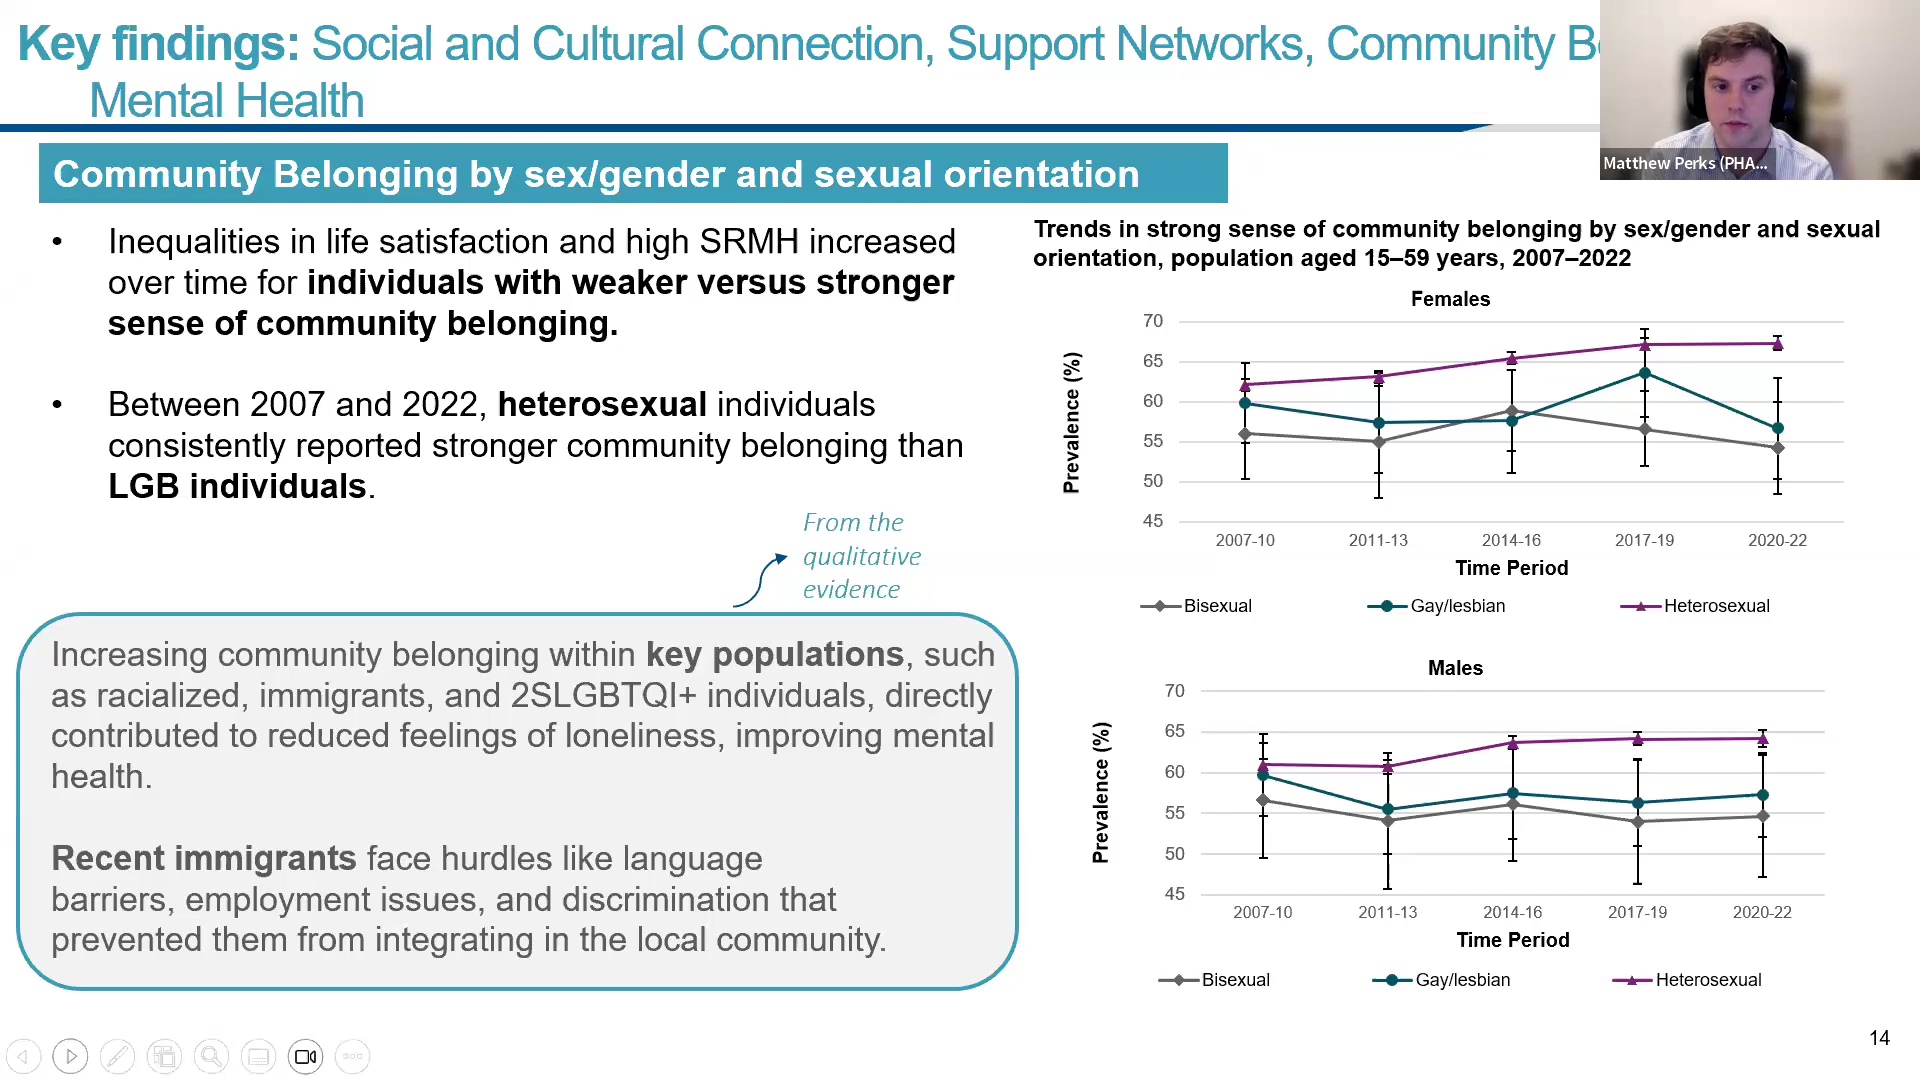 Key findings: Social and Cultural Connection, Support Networks, Community
Mental Health
Matthew Perks (PHA...
Community Belonging by sex/gender and sexual orientation
• Inequalities in life satisfaction and high SRMH increased
over time for individuals with weaker versus stronger
sense of community belonging.
• Between 2007 and 2022, heterosexual individuals
consistently reported stronger community belonging than
LGB individuals.
From the
qualitative
evidence
Increasing community belonging within key populations, such
as racialized, immigrants, and 2SLGBTQI+ individuals, directly
contributed to reduced feelings of loneliness, improving mental
health.
Recent immigrants face hurdles like language
barriers, employment issues, and discrimination that
prevented them from integrating in the local community.
Trends in strong sense of community belonging by sex/gender and sexual
orientation, population aged 15–59 years, 2007–2022
Females
Prevalence (%)
70
65
60
55
50
45
2007-10 2011-13 2014-16 2017-19 2020-22
Time Period
Bisexual Gay/lesbian Heterosexual
Males
Prevalence (%)
70
65
60
55
50
45
2007-10 2011-13 2014-16 2017-19 2020-22
Time Period
Bisexual Gay/lesbian Heterosexual
14